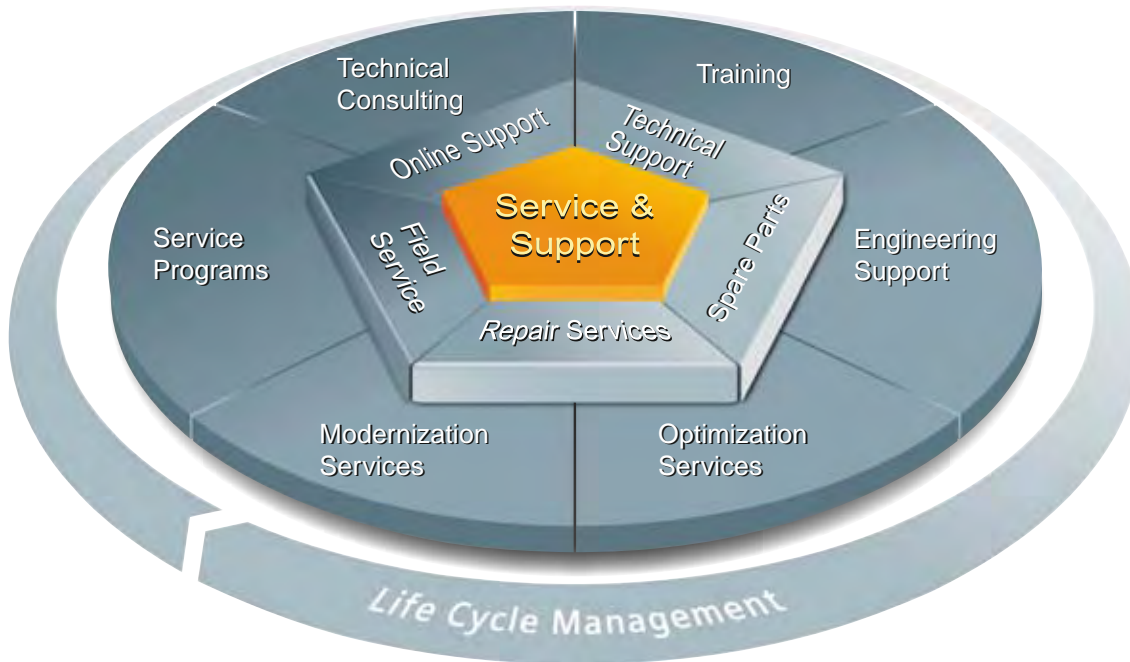 Technical
Consulting
Training
Online Support
Technical
Support
Service &
Support
Service
Programs
Field
Service
Spare Parts
Engineering
Support
Repair Services
Modernization
Services
Optimization
Services
Life Cycle Management